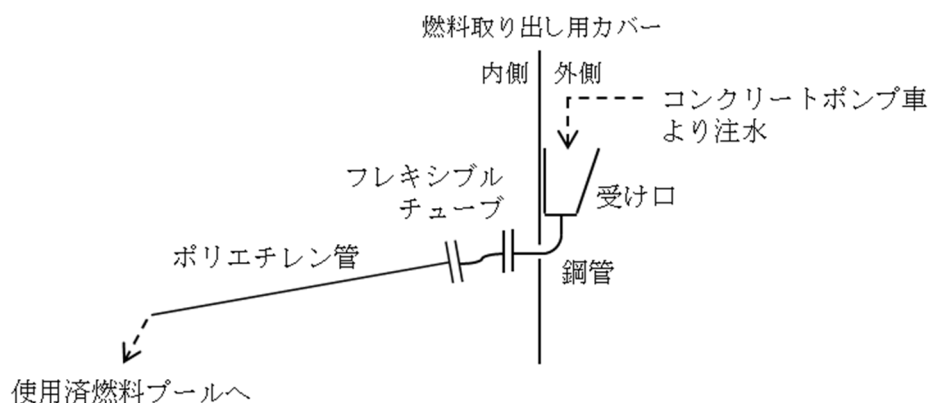 燃料取り出し用カバー
内側
外側
コンクリートポンプ車
より注水
フレキシブル
チューブ
受け口
ポリエチレン管
鋼管
使用済燃料プールへ